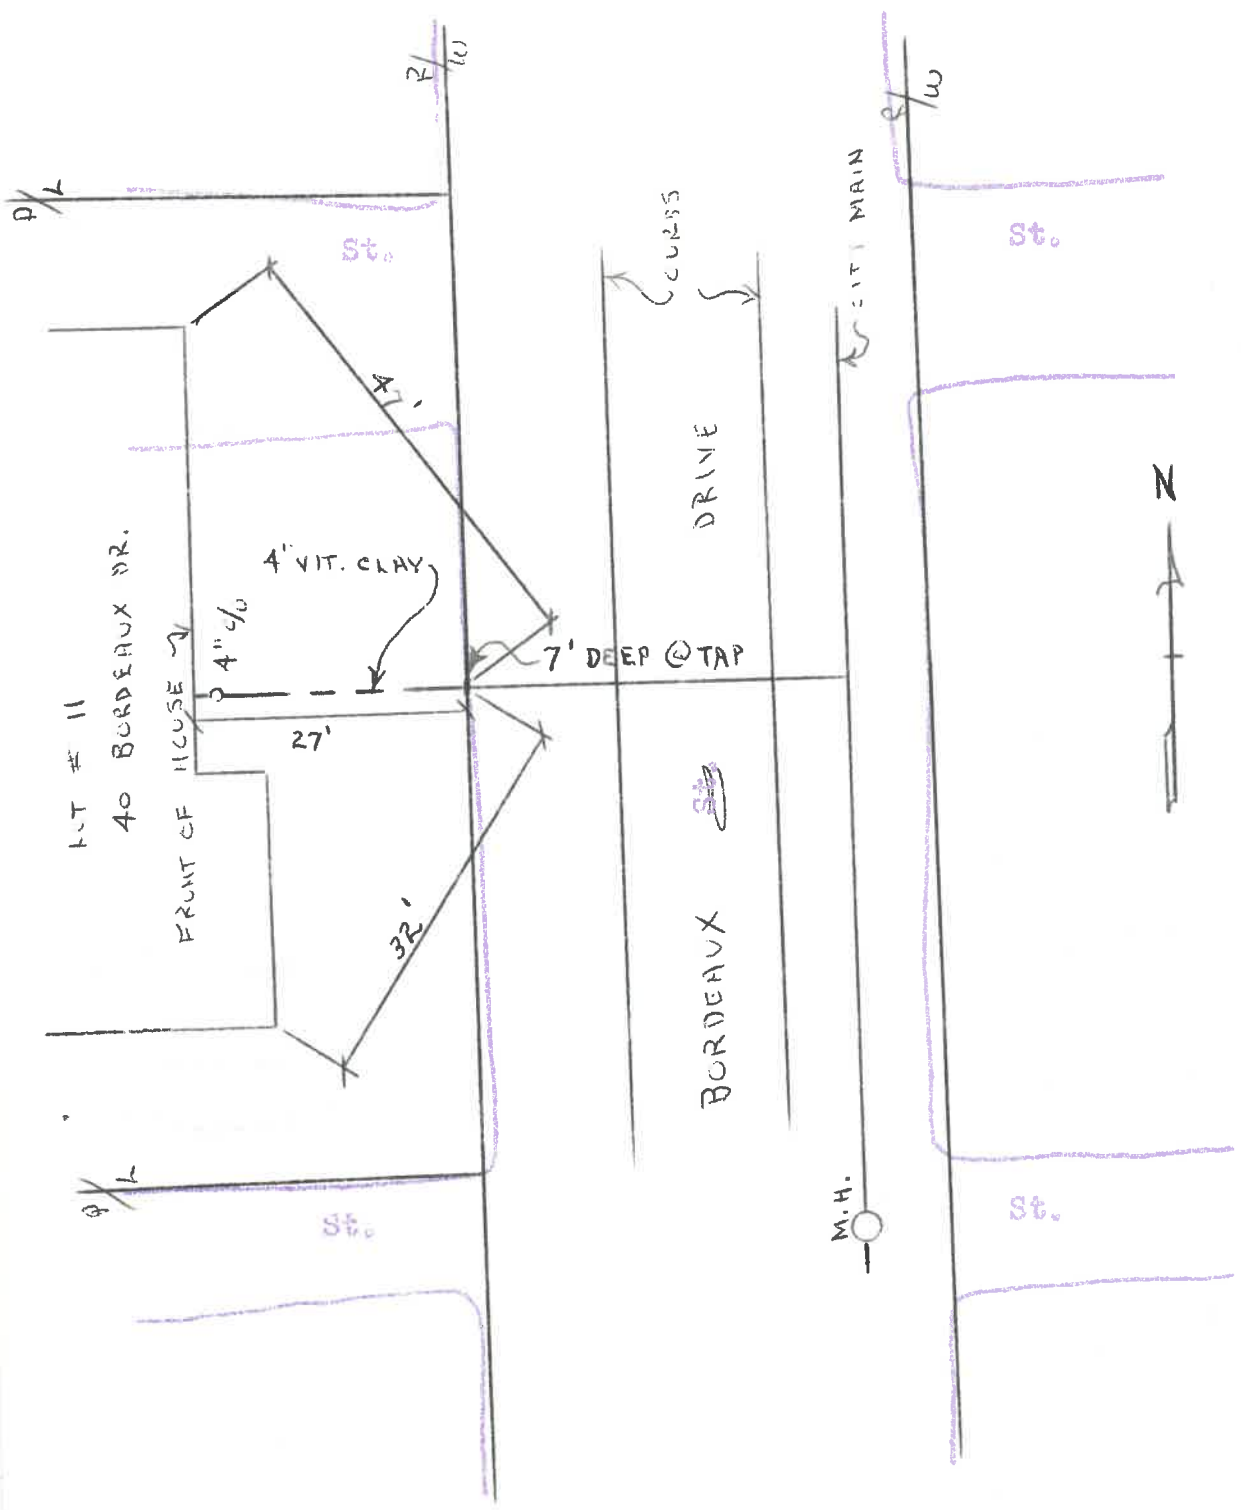 R/W
R/W
P/L
St.
St.
CURBS
CITY MAIN
47'
DRIVE
N
LOT # 11
40 BORDEAUX DR.
FRONT OF HOUSE
4" C/O
4" VIT. CLAY
7' DEEP @ TAP
27'
St.
32'
BORDEAUX
P/L
St.
M.H.
St.